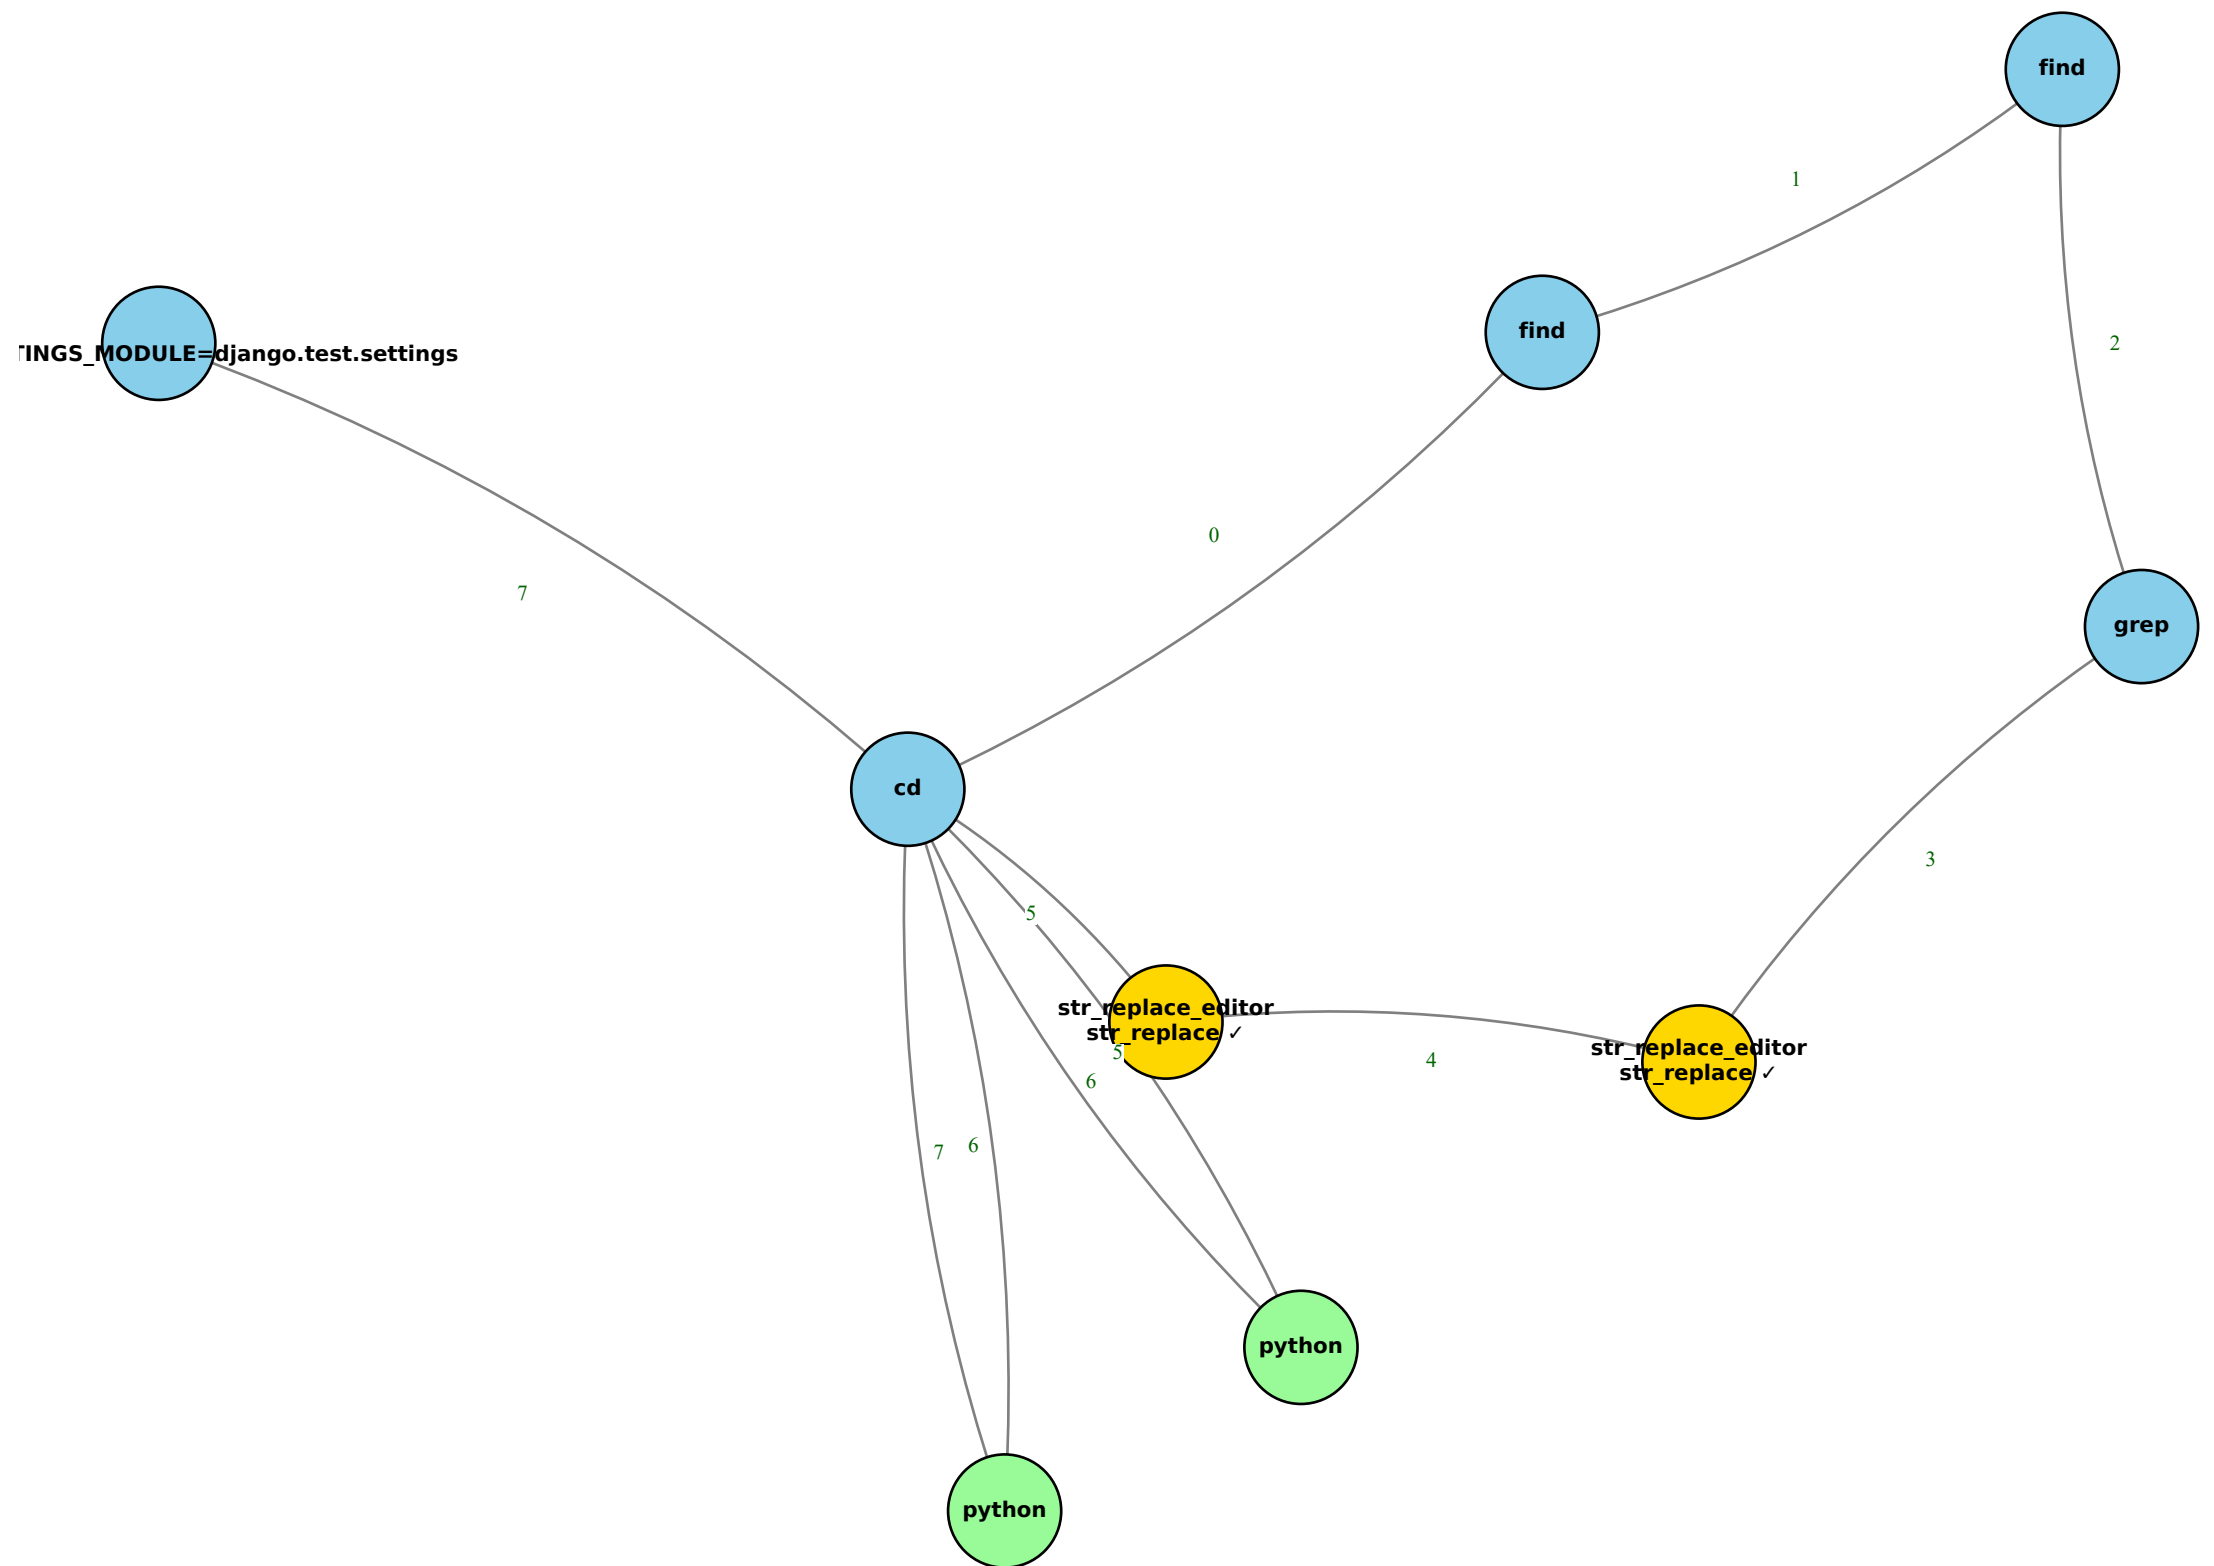 find
1
find
2
TINGS_MODULE=django.test.settings
0
7
grep
cd
3
5
str_replace_editor
str_replace ✓
5
4
str_replace_editor
str_replace ✓
6
7
6
python
python